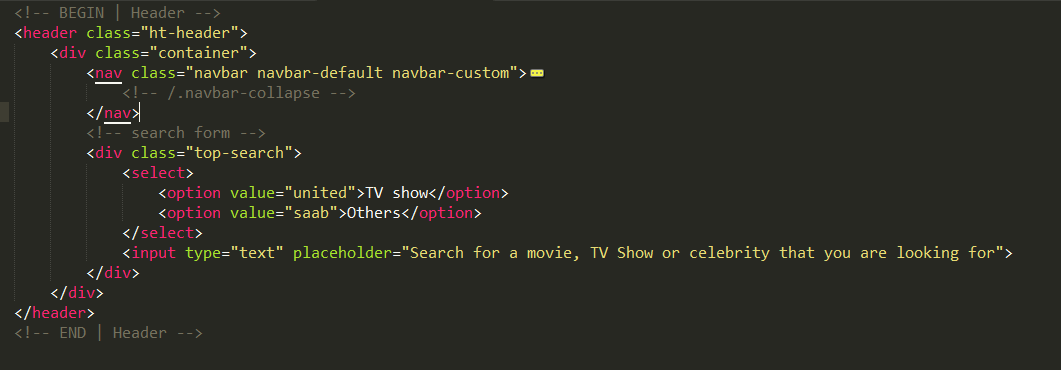 <!-- BEGIN | Header -->
<header class="ht-header">
<div class="container">
<nav class="navbar navbar-default navbar-custom">
<!-- /.navbar-collapse -->
</nav>
<!-- search form -->
<div class="top-search">
<select>
<option value="united">TV show</option>
<option value="saab">Others</option>
</select>
<input type="text" placeholder="Search for a movie, TV Show or celebrity that you are looking for">
</div>
</div>
</header>
<!-- END | Header -->